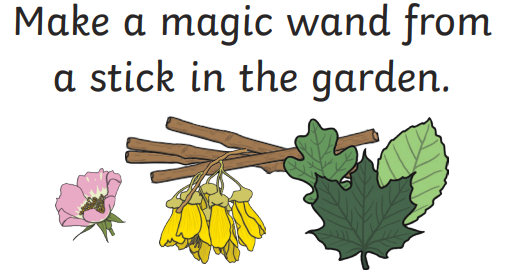 Make a magic wand from
a stick in the garden.